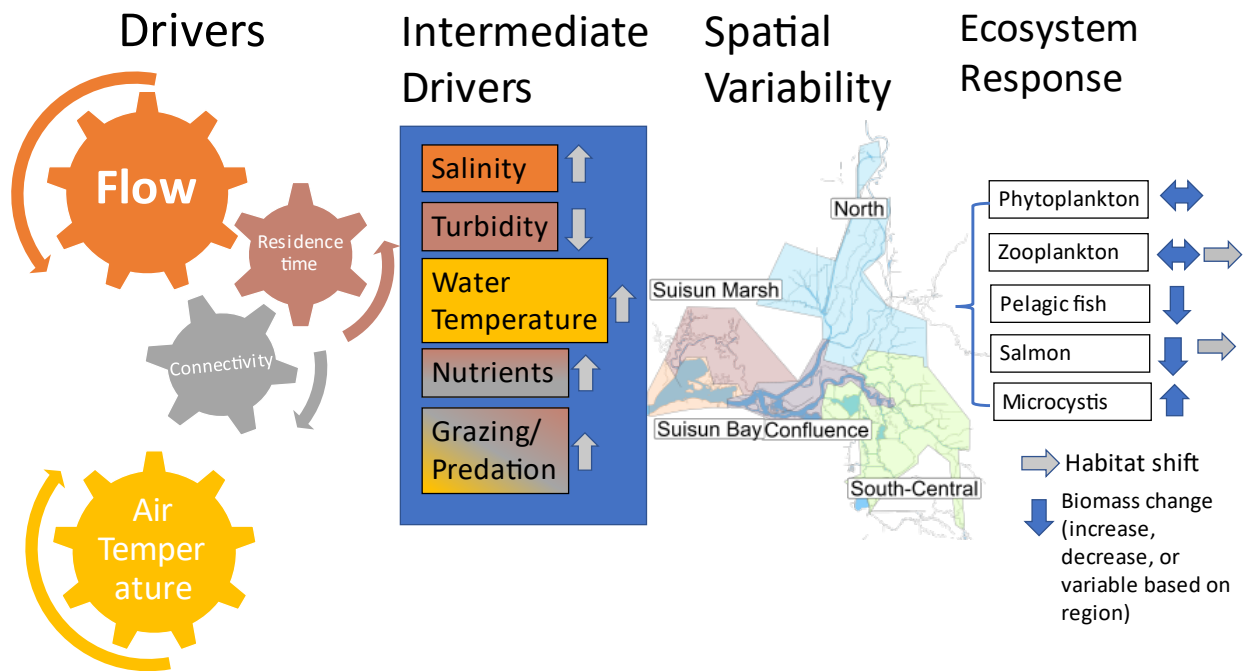 Drivers
Intermediate
Drivers
Spatial
Variability
Ecosystem
Response
Flow
Residence
time
Connectivity
Air
Temper
ature
Salinity
Turbidity
Water
Temperature
Nutrients
Grazing/
Predation
North
Suisun Marsh
Suisun Bay
Confluence
South-Central
Phytoplankton
Zooplankton
Pelagic fish
Salmon
Microcystis
Habitat shift
Biomass change
(increase,
decrease, or
variable based on
region)